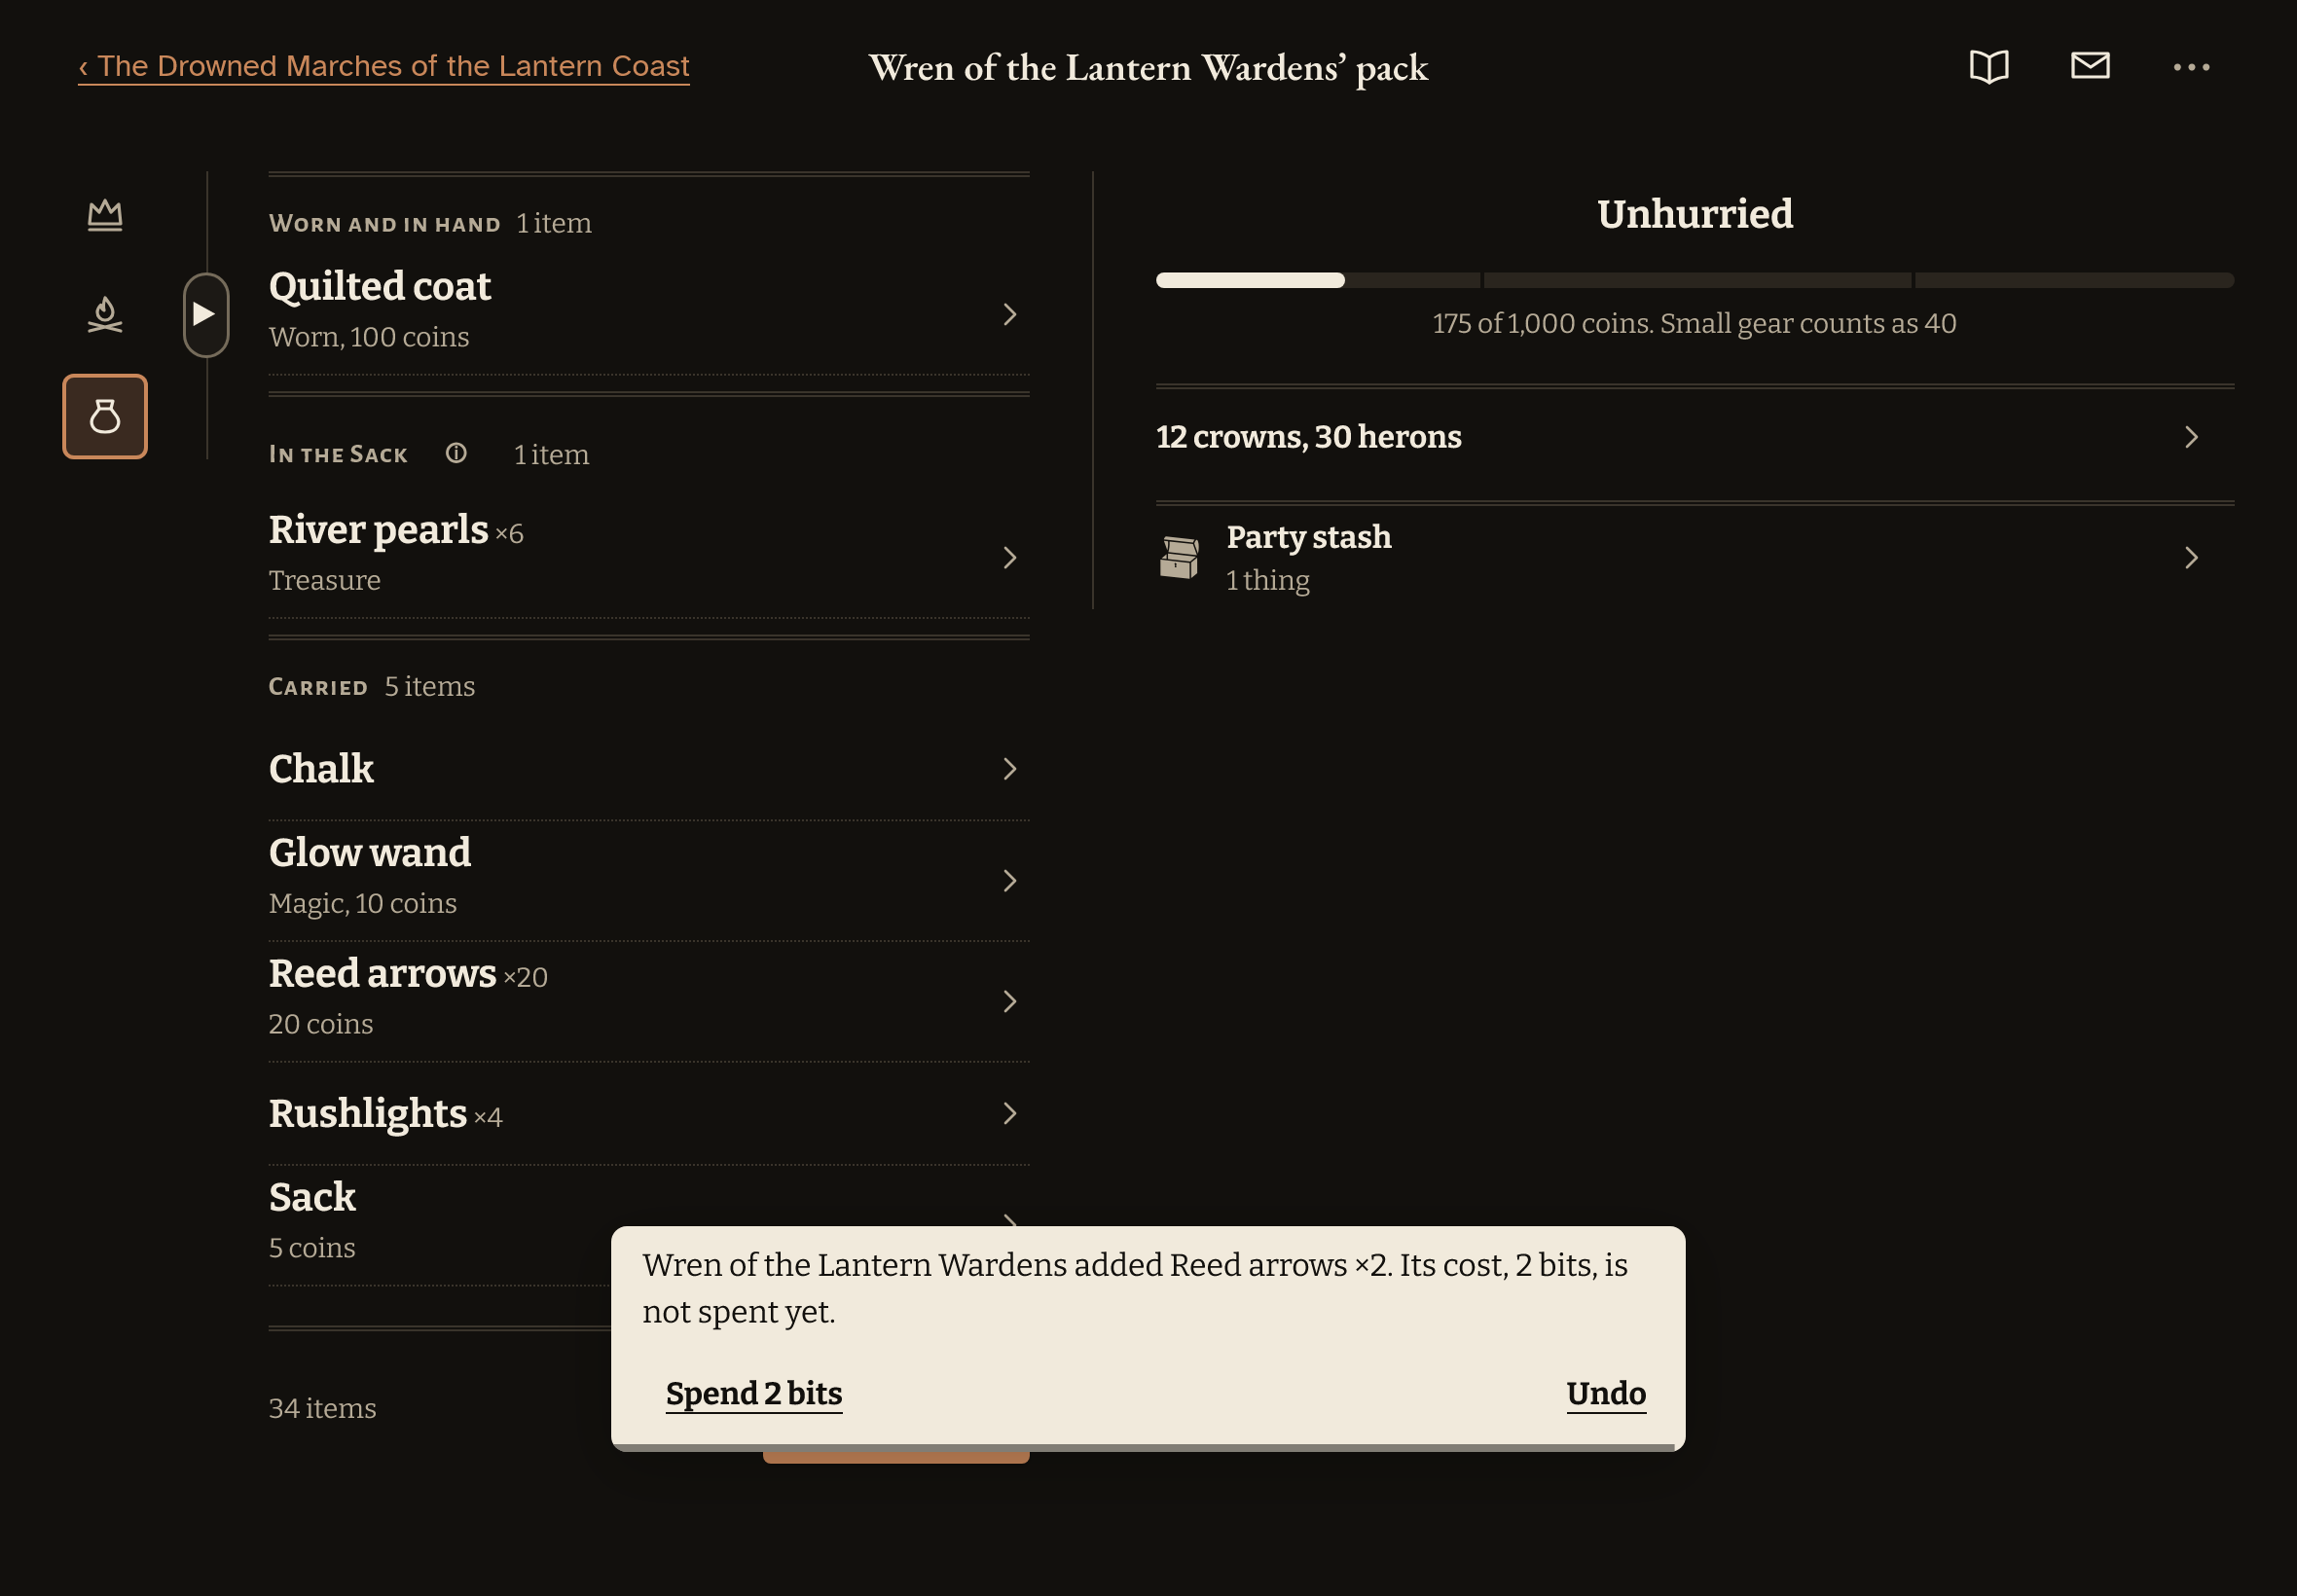 ‹ The Drowned Marches of the Lantern Coast
Wren of the Lantern Wardens’ pack
Worn and in hand 1 item
Quilted coat
Worn, 100 coins
In the Sack 1 item
River pearls ×6
Treasure
Carried 5 items
Chalk
Glow wand
Magic, 10 coins
Reed arrows ×20
20 coins
Rushlights ×4
Sack
5 coins
34 items
Unhurried
175 of 1,000 coins. Small gear counts as 40
12 crowns, 30 herons
Party stash
1 thing
Wren of the Lantern Wardens added Reed arrows ×2. Its cost, 2 bits, is
not spent yet.
Spend 2 bits
Undo